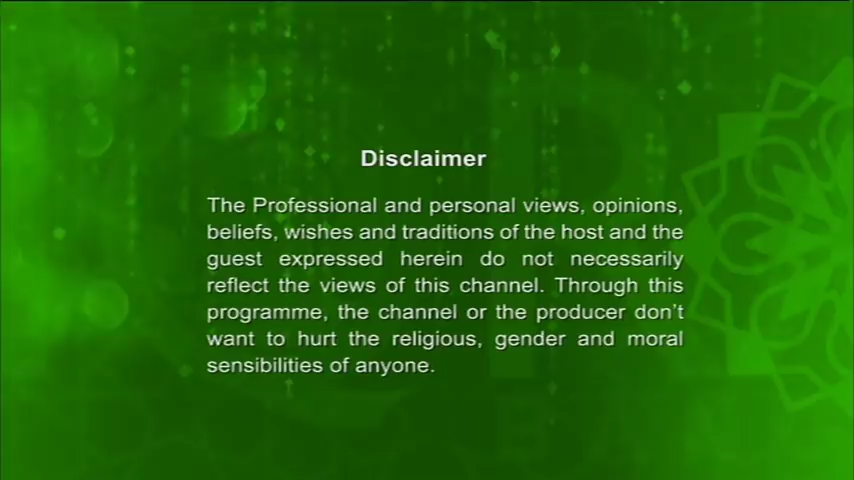 Disclaimer
The Professional and personal views, opinions,
beliefs, wishes and traditions of the host and the
guest expressed herein do not necessarily
reflect the views of this channel. Through this
programme, the channel or the producer don't
want to hurt the religious, gender and moral
sensibilities of anyone.